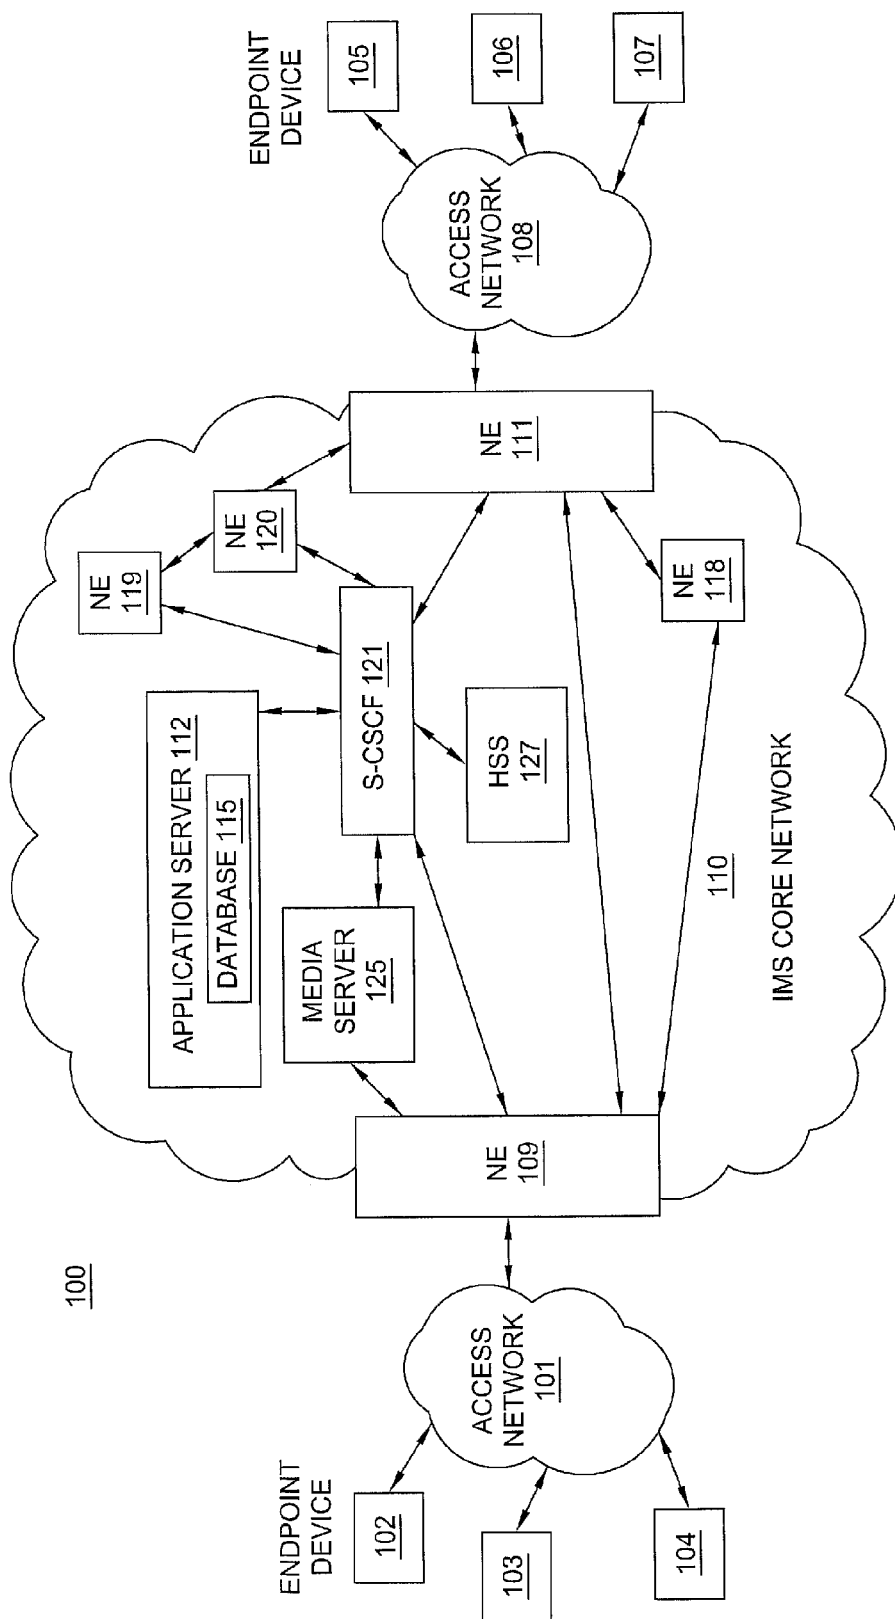 100
ENDPOINT
DEVICE
102
103
104
ACCESS
NETWORK
101
NE
109
APPLICATION SERVER 112
DATABASE 115
MEDIA
SERVER
125
S-CSCF 121
HSS
127
NE
119
NE
120
NE
118
NE
111
110
IMS CORE NETWORK
ACCESS
NETWORK
108
ENDPOINT
DEVICE
105
106
107